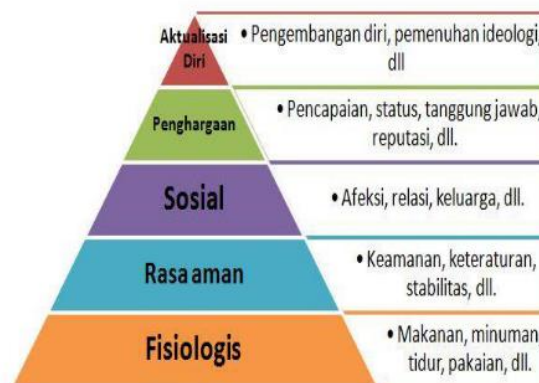 Aktualisasi
Diri
• Pengembangan diri, pemenuhan ideologi,
dll
Penghargaan
• Pencapaian, status, tanggung jawab,
reputasi, dll.
Sosial
• Afeksi, relasi, keluarga, dll.
Rasa aman
• Keamanan, keteraturan,
stabilitas, dll.
Fisiologis
• Makanan, minuman
tidur, pakaian, dll.